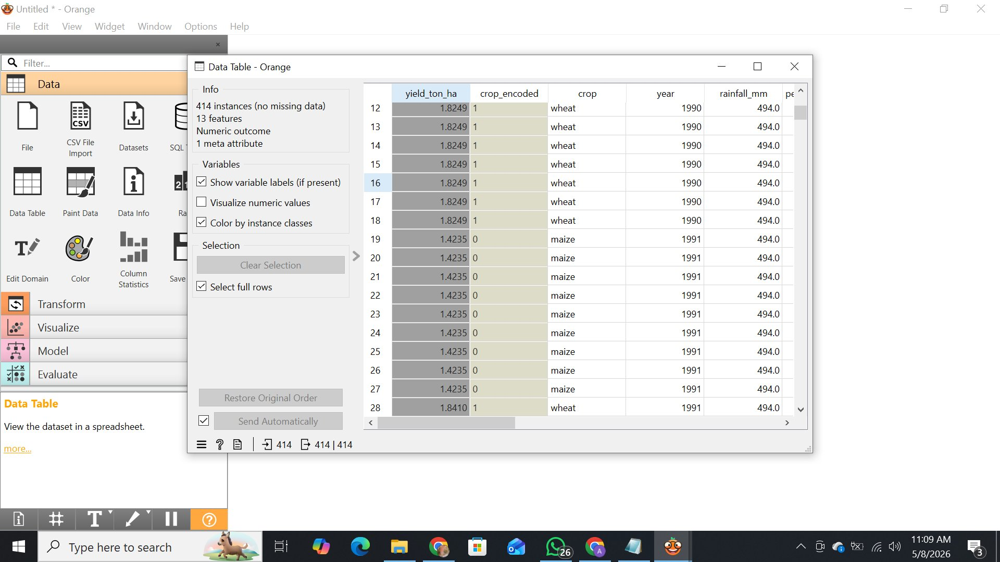 Untitled * - Orange
File Edit View Widget Window Options Help
Filter...
Data
File
CSV File Import
Datasets
SQL
Data Table
Paint Data
Data Info
Ra
Edit Domain
Color
Column Statistics
Save
Transform
Visualize
Model
Evaluate
Data Table
View the dataset in a spreadsheet.
more...
Data Table - Orange
Info
414 instances (no missing data)
13 features
Numeric outcome
1 meta attribute
Variables
Show variable labels (if present)
Visualize numeric values
Color by instance classes
Selection
Clear Selection
Select full rows
Restore Original Order
Send Automatically
414 414 | 414
yield_ton_ha crop_encoded crop year rainfall_mm pe
12 1.8249 1 wheat 1990 494.0
13 1.8249 1 wheat 1990 494.0
14 1.8249 1 wheat 1990 494.0
15 1.8249 1 wheat 1990 494.0
16 1.8249 1 wheat 1990 494.0
17 1.8249 1 wheat 1990 494.0
18 1.8249 1 wheat 1990 494.0
19 1.4235 0 maize 1991 494.0
20 1.4235 0 maize 1991 494.0
21 1.4235 0 maize 1991 494.0
22 1.4235 0 maize 1991 494.0
23 1.4235 0 maize 1991 494.0
24 1.4235 0 maize 1991 494.0
25 1.4235 0 maize 1991 494.0
26 1.4235 0 maize 1991 494.0
27 1.4235 0 maize 1991 494.0
28 1.8410 1 wheat 1991 494.0
Type here to search
26
A
11:09 AM
5/8/2026
3